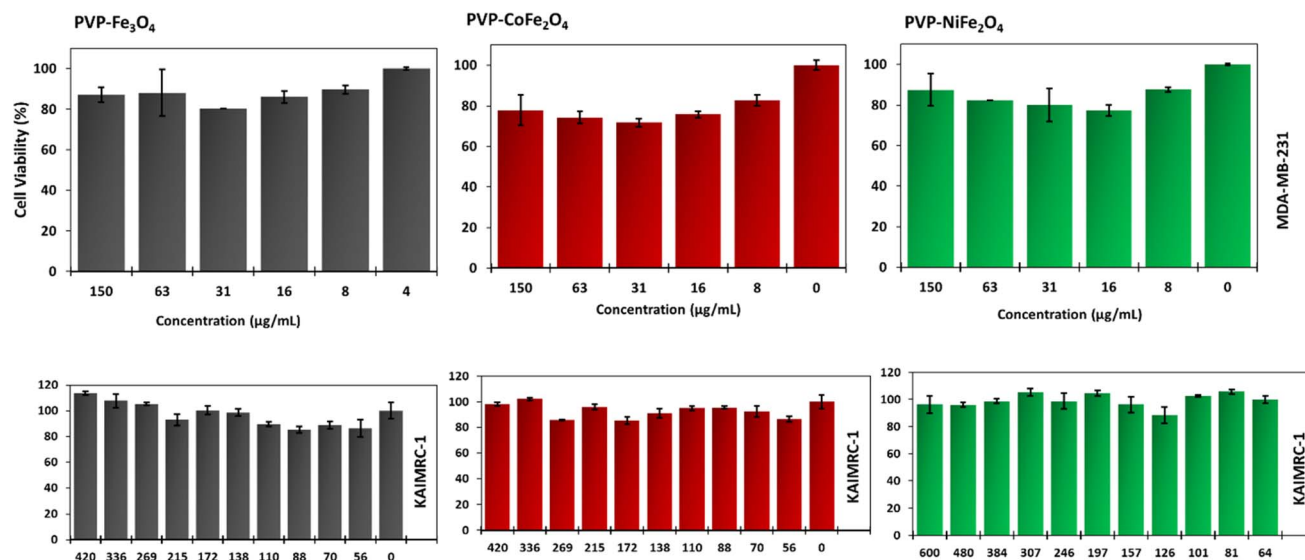 PVP-Fe3O4
PVP-CoFe2O4
PVP-NiFe2O4
Cell Viability (%)
100
80
60
40
20
0
150 63 31 16 8 4
Concentration (µg/mL)
100
80
60
40
20
0
150 63 31 16 8 0
Concentration (µg/mL)
100
80
60
40
20
0
150 63 31 16 8 0
Concentration (µg/mL)
MDA-MB-231
120
100
80
60
40
20
0
420 336 269 215 172 138 110 88 70 56 0
KAIMRC-1
120
100
80
60
40
20
0
420 336 269 215 172 138 110 88 70 56 0
KAIMRC-1
120
100
80
60
40
20
0
600 480 384 307 246 197 157 126 101 81 64
KAIMRC-1